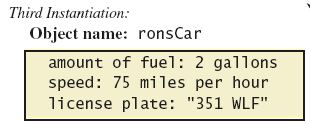 Third Instantiation:
Object name: ronsCar
amount of fuel: 2 gallons
speed: 75 miles per hour
license plate: "351 WLF"